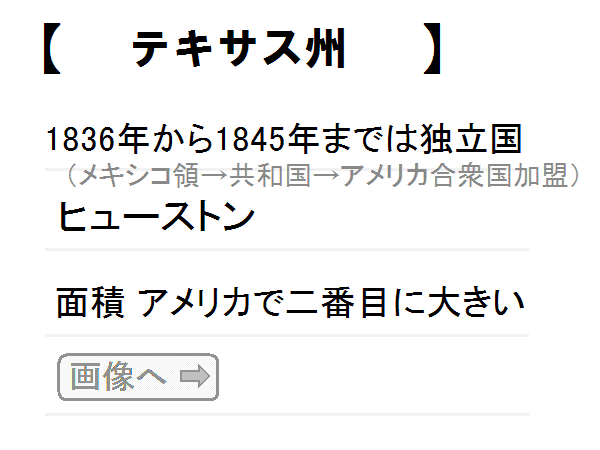 【 テキサス州 】
1836年から1845年までは独立国
（メキシコ領→共和国→アメリカ合衆国加盟）
ヒューストン
面積 アメリカで二番目に大きい
画像へ ⇨